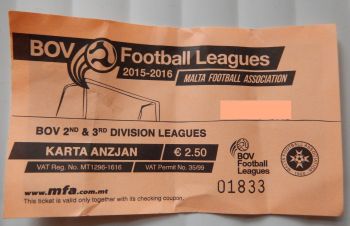 BOV Football Leagues
2015-2016 MALTA FOOTBALL ASSOCIATION
BOV 2ND & 3RD DIVISION LEAGUES
KARTA ANZJAN € 2.50
VAT Reg. No. MT1296-1616 VAT Permit No. 35/99
BOV
Football
Leagues
01833
www.mfa.com.mt
This ticket is valid only together with its checking coupon.